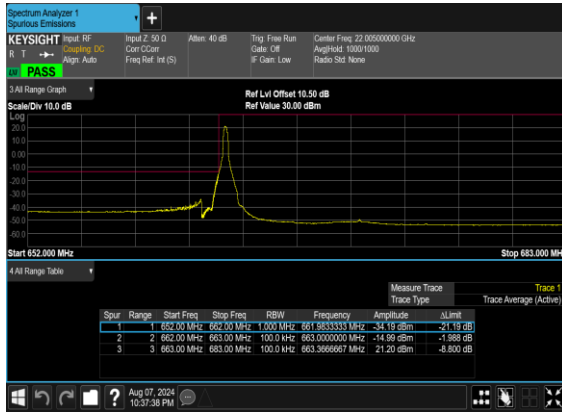 Spectrum Analyzer 1
Spurious Emissions
KEYSIGHT Input: RF Input Z: 50 Ω Atten: 40 dB Trig: Free Run Center Freq: 22.005000000 GHz
R T Coupling: DC Corr CCorr Gate: Off Avg|Hold: 1000/1000
Align: Auto Freq Ref: Int (S) IF Gain: Low Radio Std: None
PASS
3 All Range Graph
Ref Lvl Offset 10.50 dB
Scale/Div 10.0 dB Ref Value 30.00 dBm
Log
20.0
10.0
0.00
-10.0
-20.0
-30.0
-40.0
-50.0
-60.0
Start 652.000 MHz Stop 683.000 MH
4 All Range Table
Measure Trace Trace 1
Trace Type Trace Average (Active)
Spur Range Start Freq Stop Freq RBW Frequency Amplitude ΔLimit
1 1 652.00 MHz 662.00 MHz 1.000 MHz 661.9833333 MHz -34.19 dBm -21.19 dB
2 2 662.00 MHz 663.00 MHz 100.0 kHz 663.0000000 MHz -14.99 dBm -1.988 dB
3 3 663.00 MHz 683.00 MHz 100.0 kHz 663.3666667 MHz 21.20 dBm -8.800 dB
? Aug 07, 2024
10:37:38 PM